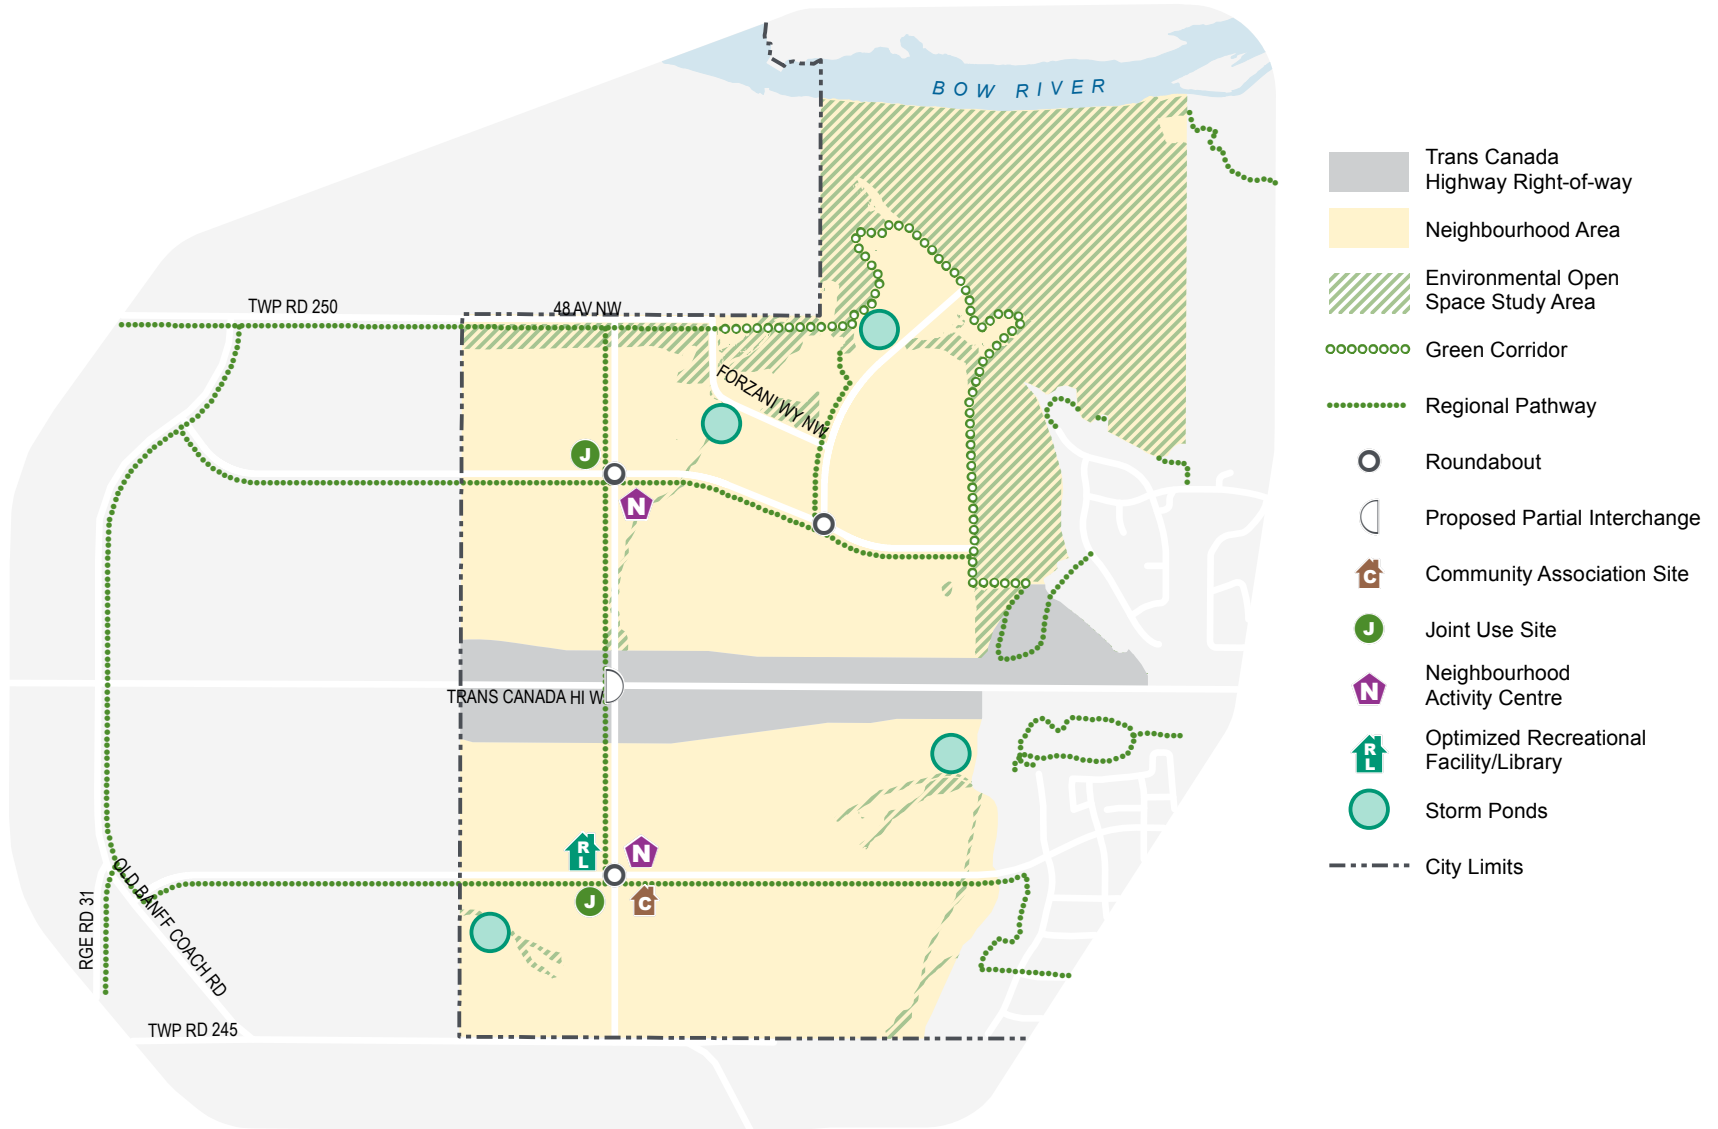 BOW RIVER
TWP RD 250
48 AV NW
FORZANI WY NW
J
N
TRANS CANADA HI W
R
L
N
J
C
OLD BANFF COACH RD
RGE RD 31
TWP RD 245
Trans Canada
Highway Right-of-way
Neighbourhood Area
Environmental Open
Space Study Area
Green Corridor
Regional Pathway
Roundabout
Proposed Partial Interchange
C
Community Association Site
J
Joint Use Site
N
Neighbourhood
Activity Centre
R
L
Optimized Recreational
Facility/Library
Storm Ponds
City Limits